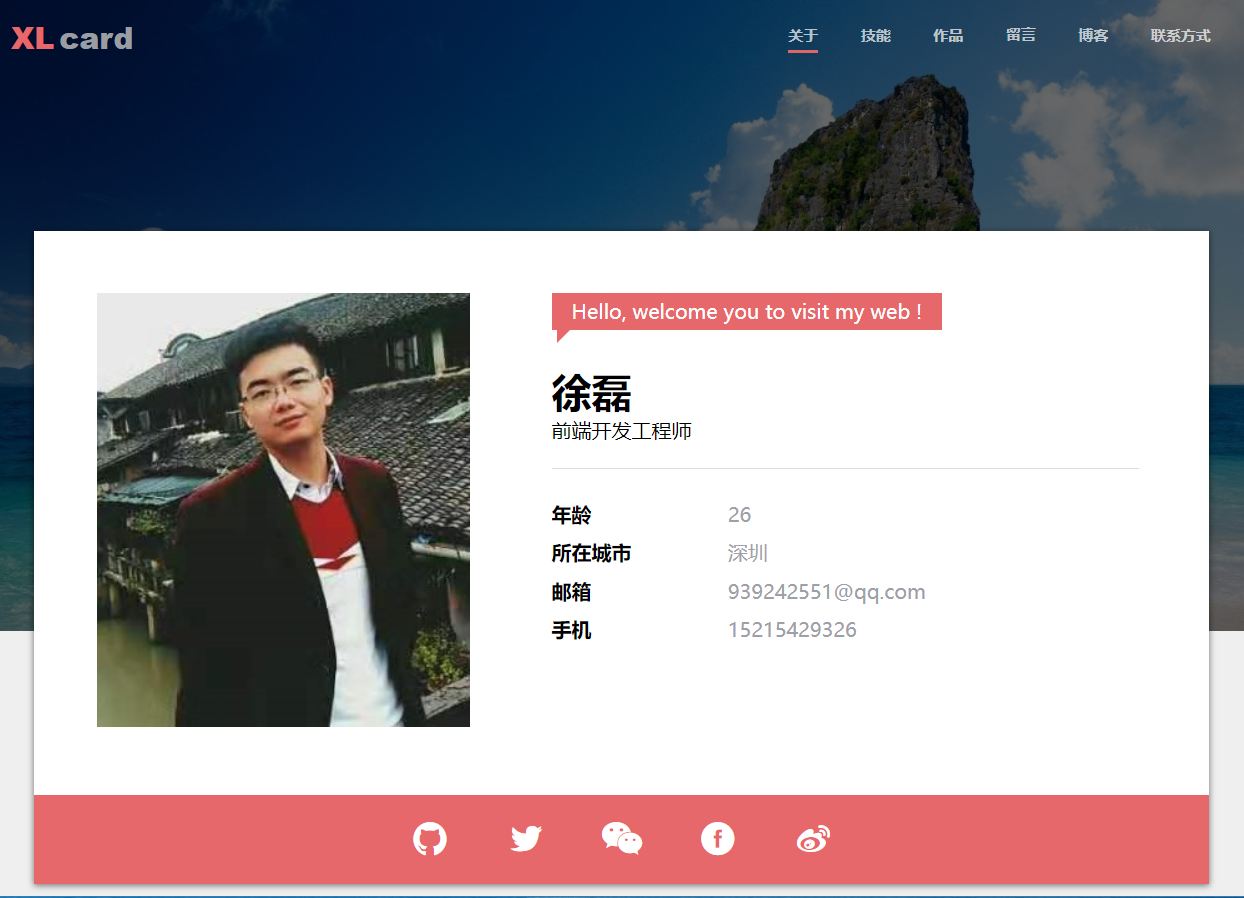 XL card
关于 技能 作品 留言 博客 联系方式
Hello, welcome you to visit my web !
徐磊
前端开发工程师
年龄 26
所在城市 深圳
邮箱 939242551@qq.com
手机 15215429326